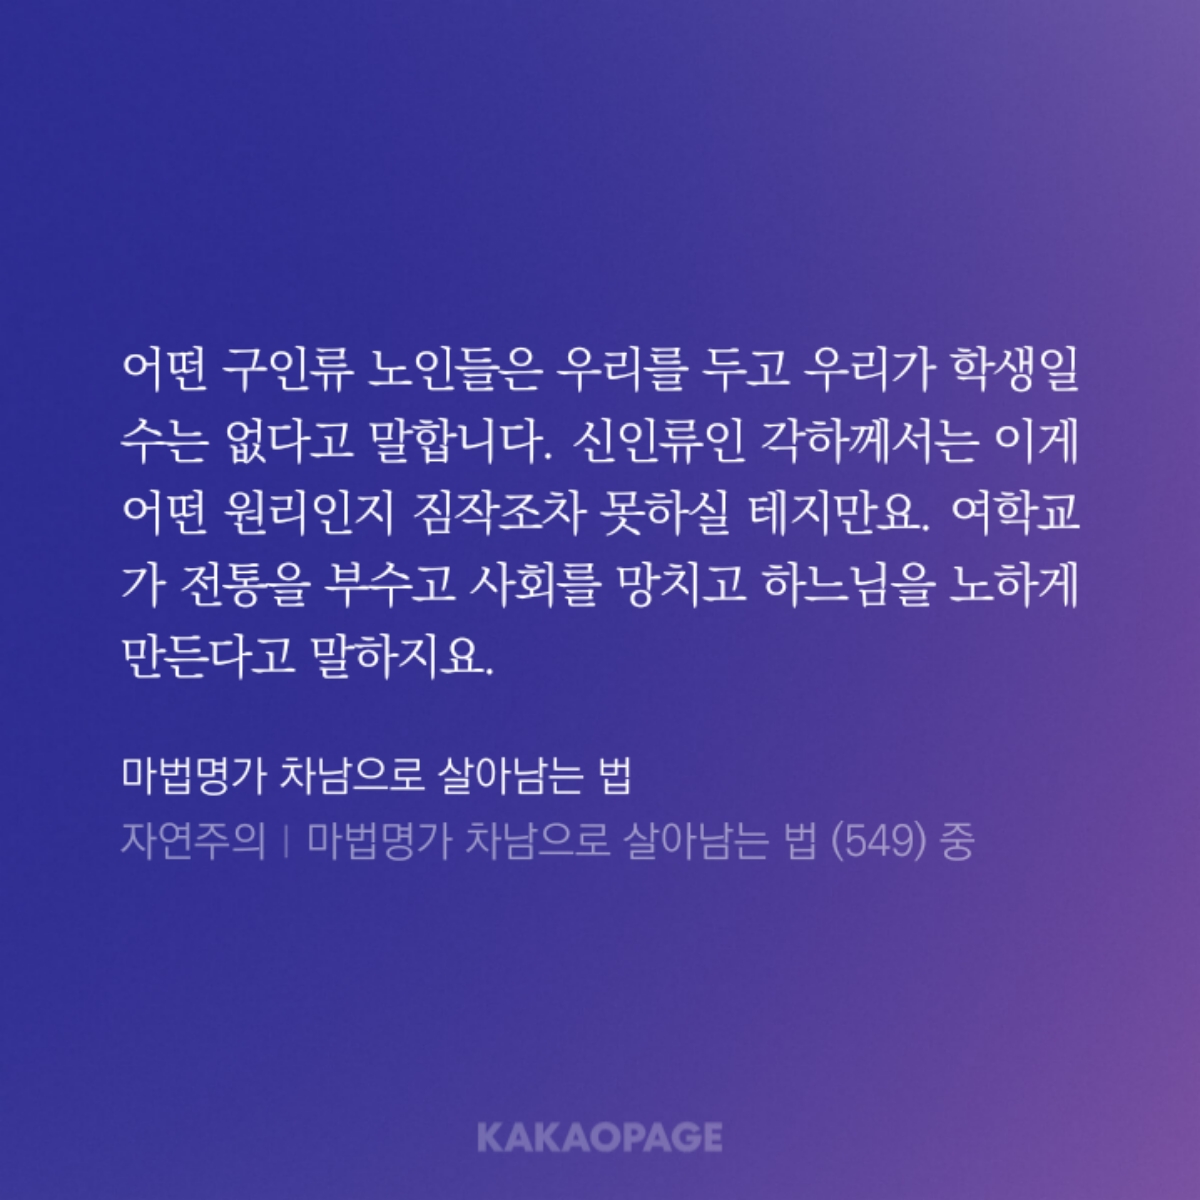 어떤 구인류 노인들은 우리를 두고 우리가 학생일
수는 없다고 말합니다. 신인류인 각하께서는 이게
어떤 원리인지 짐작조차 못하실 테지만요. 여학교
가 전통을 부수고 사회를 망치고 하느님을 노하게
만든다고 말하지요.
마법명가 차남으로 살아남는 법
자연주의 | 마법명가 차남으로 살아남는 법 (549) 중
KAKAOPAGE